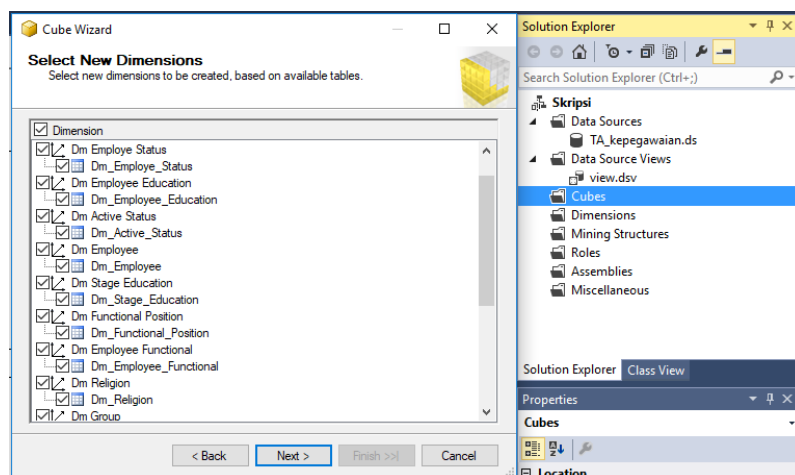 Cube Wizard
Select New Dimensions
Select new dimensions to be created, based on available tables.
Dimension
Dm Employe Status
Dm_Employe_Status
Dm Employee Education
Dm_Employee_Education
Dm Active Status
Dm_Active_Status
Dm Employee
Dm_Employee
Dm Stage Education
Dm_Stage_Education
Dm Functional Position
Dm_Functional_Position
Dm Employee Functional
Dm_Employee_Functional
Dm Religion
Dm_Religion
Dm Group
< Back
Next >
Finish >>|
Cancel
Solution Explorer
Search Solution Explorer (Ctrl+;)
Skripsi
Data Sources
TA_kepegawaian.ds
Data Source Views
view.dsv
Cubes
Dimensions
Mining Structures
Roles
Assemblies
Miscellaneous
Solution Explorer Class View
Properties
Cubes
Location